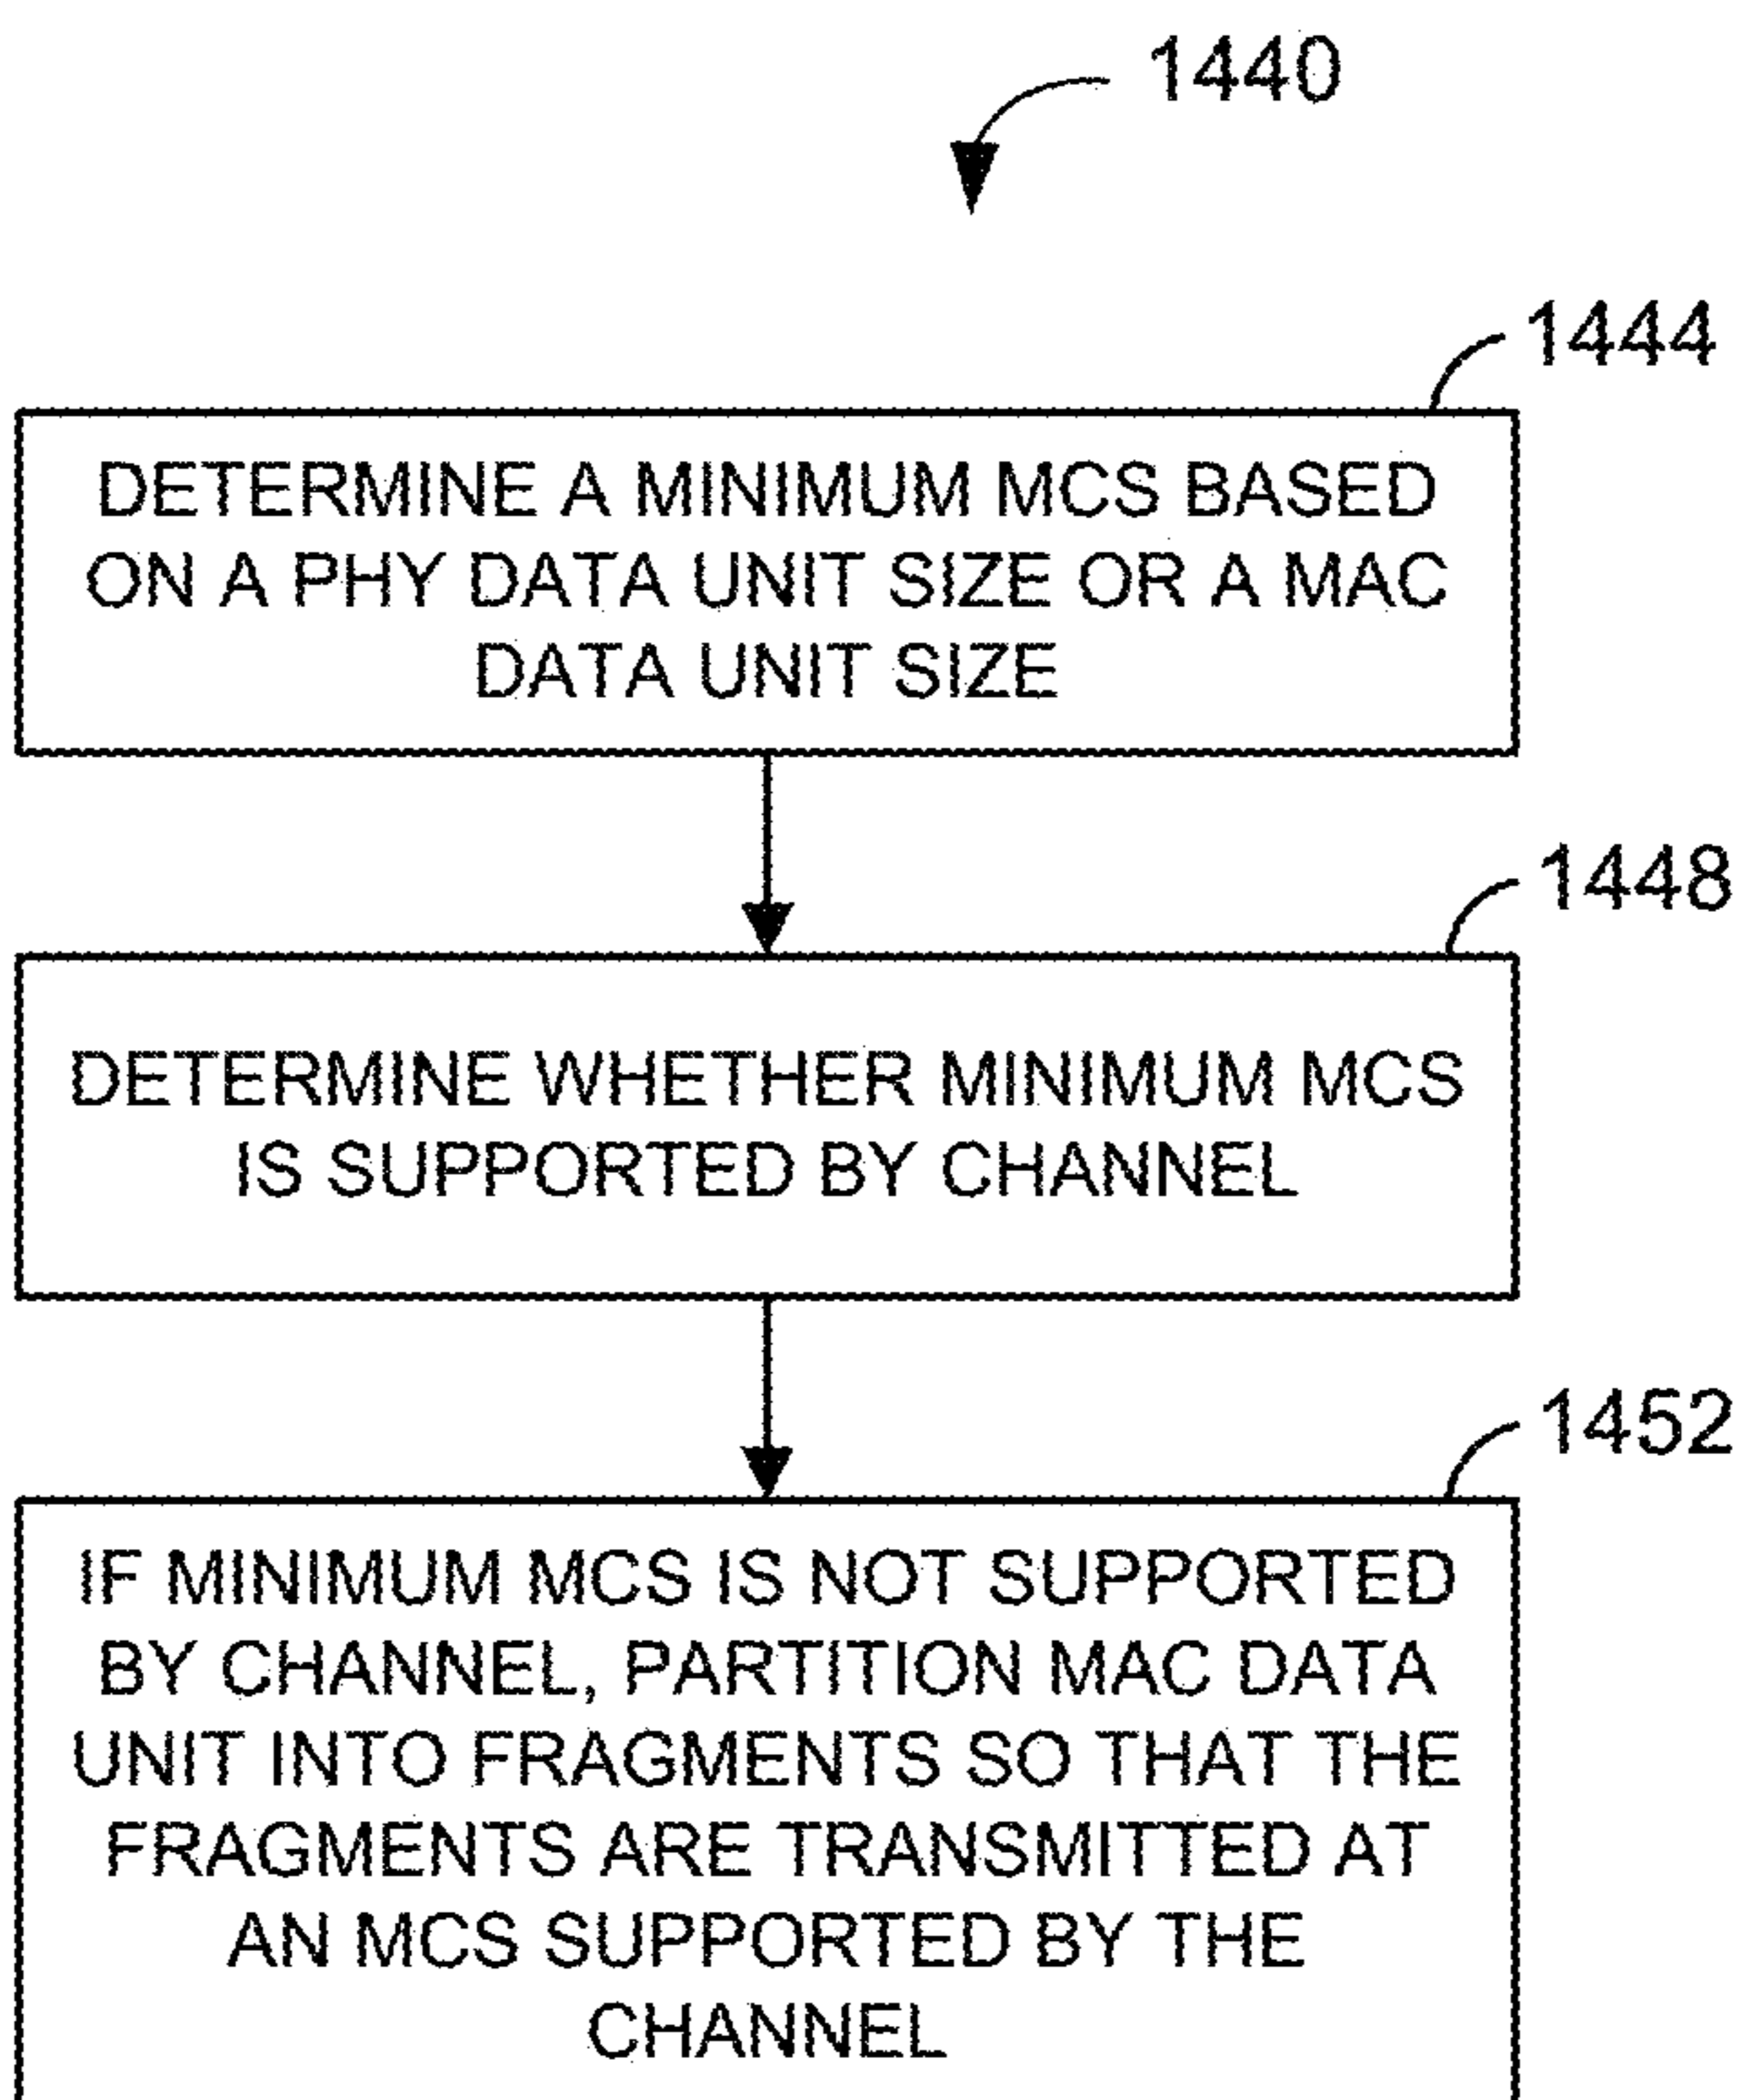 1440
1444
DETERMINE A MINIMUM MCS BASED
ON A PHY DATA UNIT SIZE OR A MAC
DATA UNIT SIZE
1448
DETERMINE WHETHER MINIMUM MCS
IS SUPPORTED BY CHANNEL
1452
IF MINIMUM MCS IS NOT SUPPORTED
BY CHANNEL, PARTITION MAC DATA
UNIT INTO FRAGMENTS SO THAT THE
FRAGMENTS ARE TRANSMITTED AT
AN MCS SUPPORTED BY THE
CHANNEL